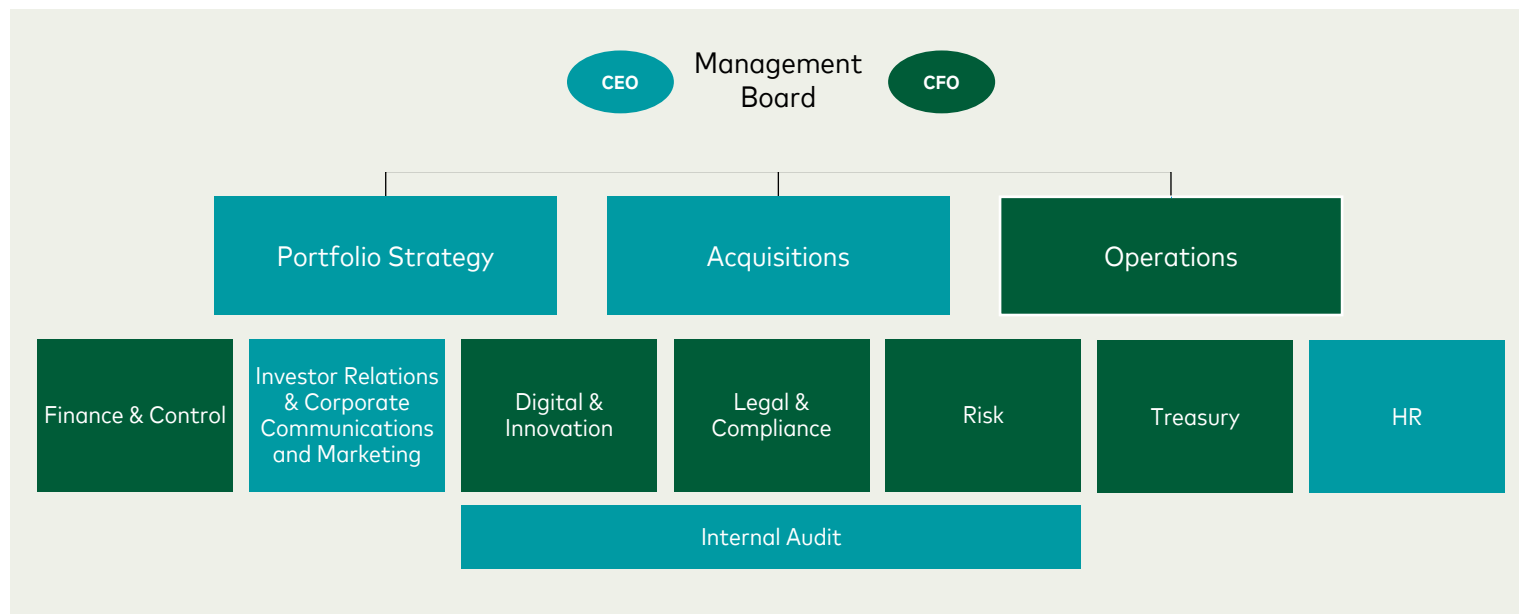 CEO
Management
Board
CFO
Portfolio Strategy
Acquisitions
Operations
Finance & Control
Investor Relations
& Corporate
Communications
and Marketing
Digital &
Innovation
Legal &
Compliance
Risk
Treasury
HR
Internal Audit